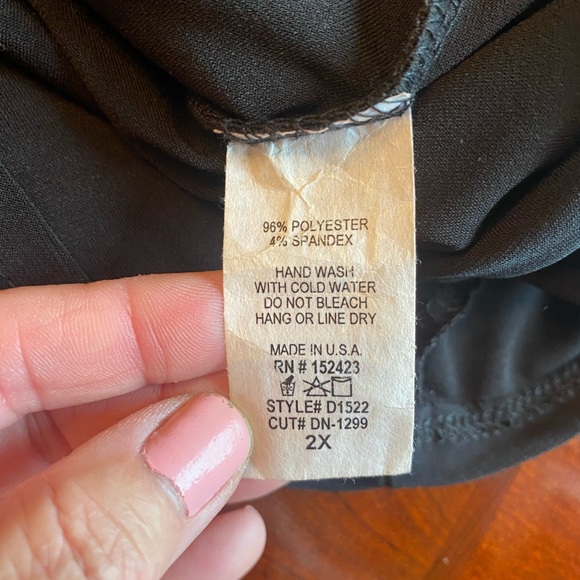 96% POLYESTER
4% SPANDEX
HAND WASH
WITH COLD WATER
DO NOT BLEACH
HANG OR LINE DRY
MADE IN U.S.A.
RN # 152423
STYLE# D1522
CUT# DN-1299
2X